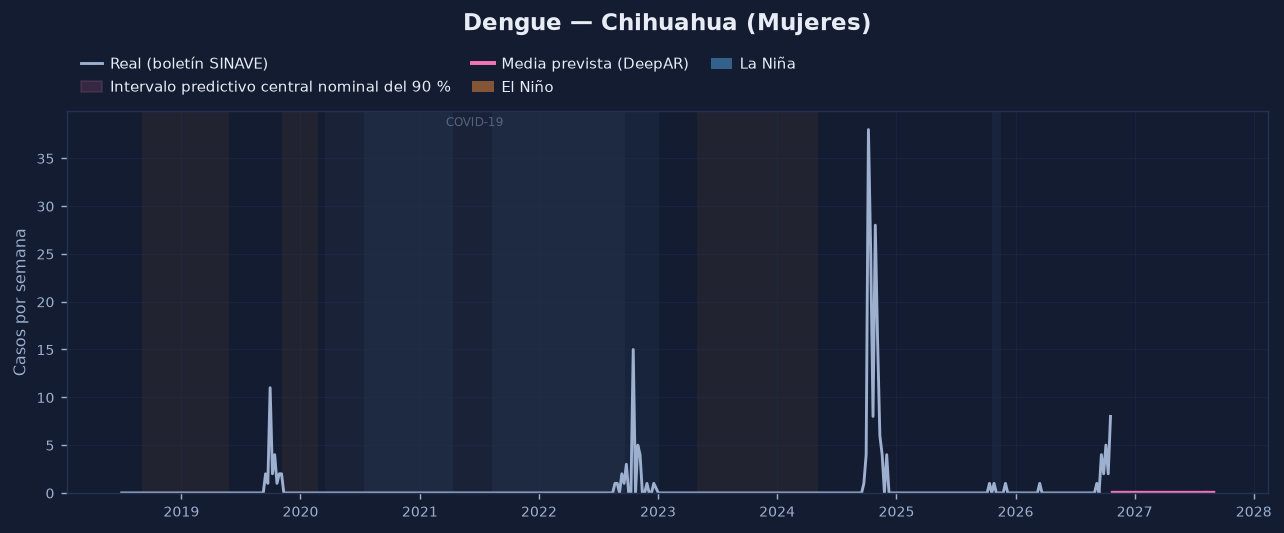 Dengue — Chihuahua (Mujeres)
Real (boletín SINAVE)
Media prevista (DeepAR)
La Niña
Intervalo predictivo central nominal del 90 %
El Niño
COVID-19
Casos por semana
35
30
25
20
15
10
5
0
2019 2020 2021 2022 2023 2024 2025 2026 2027 2028